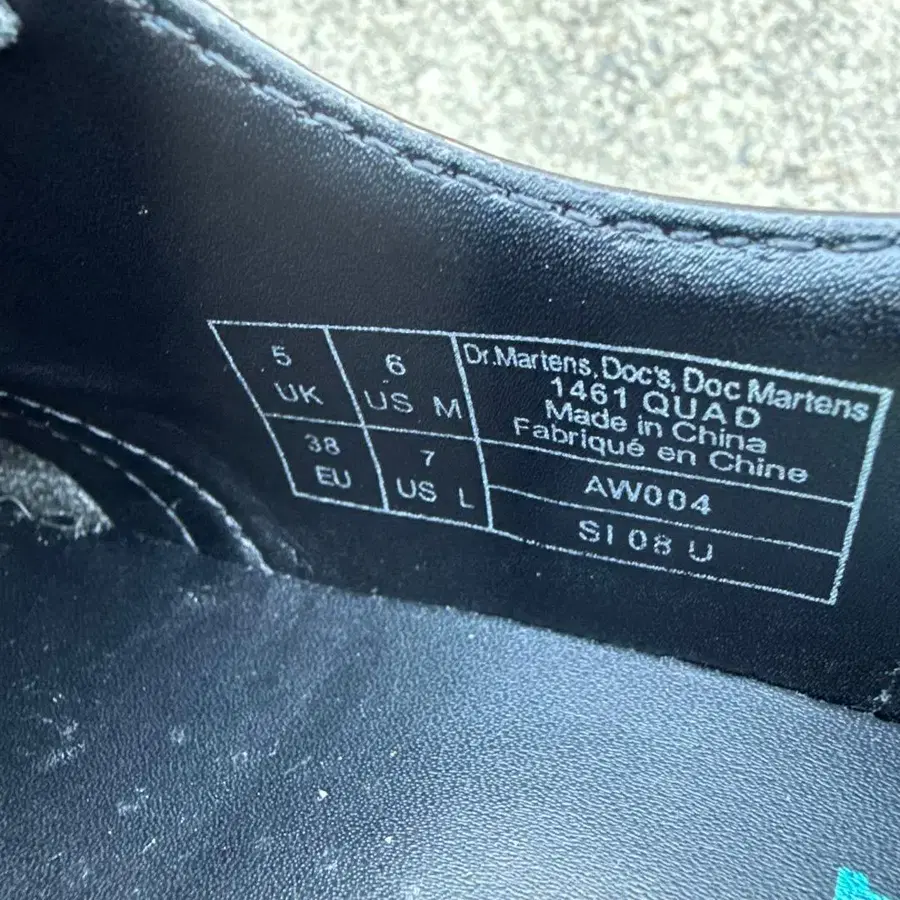 5
UK
6
US M
38
EU
7
US L
Dr.Martens, Doc's, Doc Martens
1461 QUAD
Made in China
Fabriqué en Chine
AW004
SI 08 U